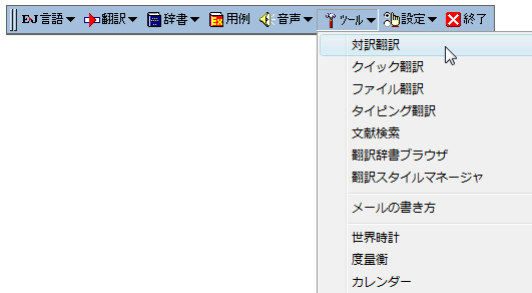 EJ 言語 翻訳 辞書 用例 音声 ツール 設定 終了
対訳翻訳
クイック翻訳
ファイル翻訳
タイピング翻訳
文献検索
翻訳辞書ブラウザ
翻訳スタイルマネージャ
メールの書き方
世界時計
度量衡
カレンダー